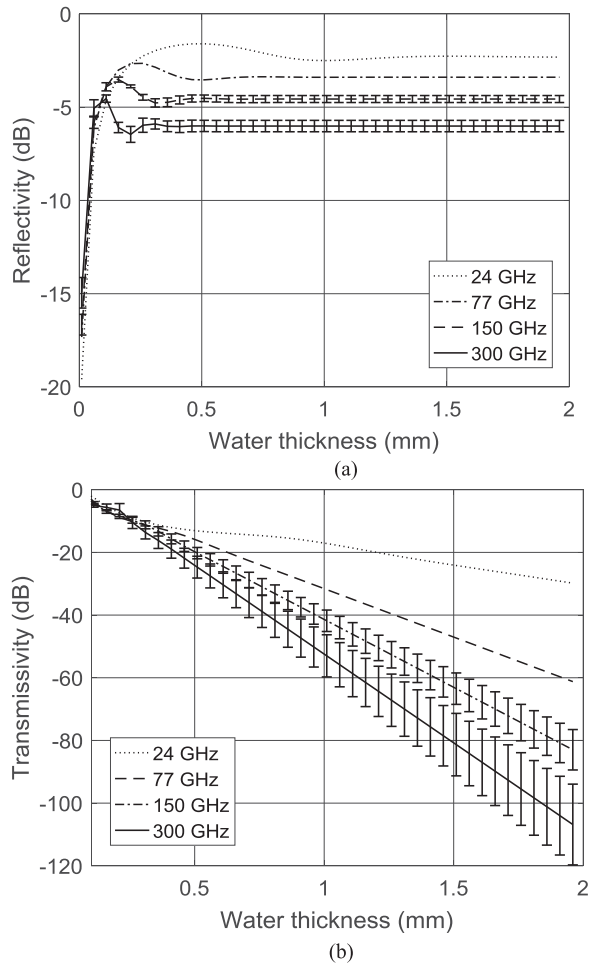 0
-5
-10
-15
-20
Reflectivity (dB)
24 GHz
77 GHz
150 GHz
300 GHz
0 0.5 1 1.5 2
Water thickness (mm)
(a)
0
-20
-40
-60
-80
-100
-120
Transmissivity (dB)
24 GHz
77 GHz
150 GHz
300 GHz
0.5 1 1.5 2
Water thickness (mm)
(b)